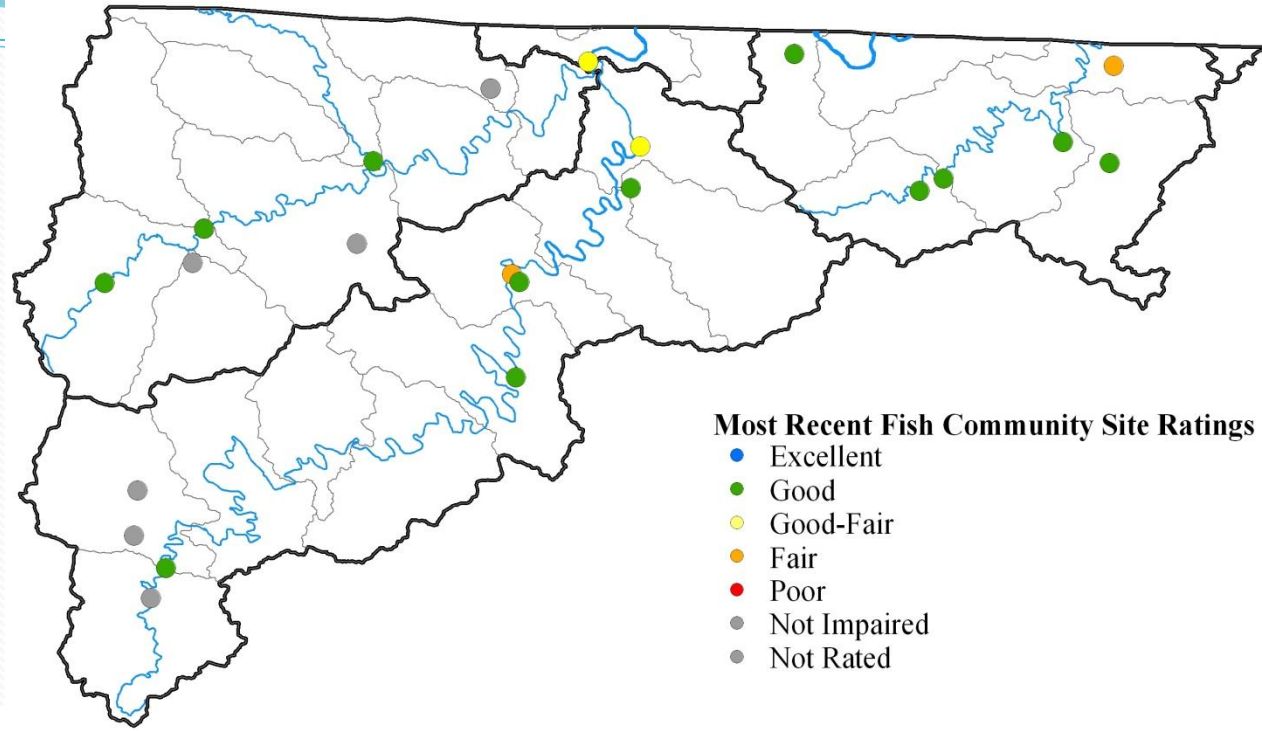 Most Recent Fish Community Site Ratings
Excellent
Good
Good-Fair
Fair
Poor
Not Impaired
Not Rated